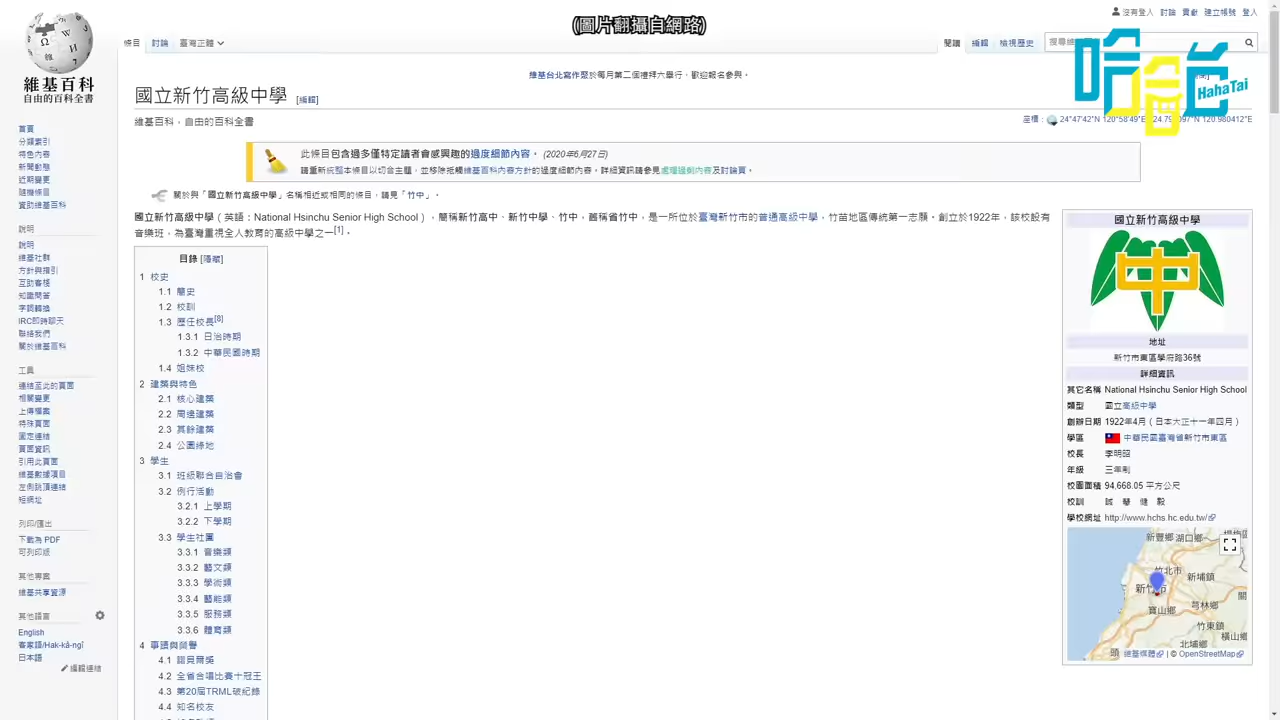 (圖片翻攝自網路)
沒有登入 討論 貢獻 建立帳號 登入
條目 討論 臺灣正體 閱讀 編輯 檢視歷史
哈哈台
HahaTai
維基百科
自由的百科全書
維基台北寫作聚於每月第二個禮拜六舉行，歡迎報名參與。
國立新竹高級中學 [編輯]
維基百科，自由的百科全書
座標：24°47′42″N 120°58′49″E
此條目包含過多僅特定讀者會感興趣的過度細節內容。 (2020年6月27日)
請重新統整本條目以切合主題，並移除抵觸維基百科內容方針的過度細節內容。詳細資訊請參見處理過剩內容及討論頁。
關於與「國立新竹高級中學」名稱相近或相同的條目，請見「竹中」。
國立新竹高級中學（英語：National Hsinchu Senior High School），簡稱新竹高中、新竹中學、竹中，舊稱省竹中，是一所位於臺灣新竹市的普通高級中學，竹苗地區傳統第一志願。創立於1922年，該校設有
音樂班，為臺灣重視全人教育的高級中學之一[1]。
首頁
分類索引
特色內容
新聞動態
近期變更
隨機條目
資助維基百科
說明
說明
維基社群
方針與指引
互助客棧
知識問答
字詞轉換
IRC即時聊天
聯絡我們
關於維基百科
工具
連結至此的頁面
相關變更
上傳檔案
特殊頁面
固定連結
頁面資訊
引用此頁面
維基數據項目
左側跳頂連結
短網址
列印/匯出
下載為 PDF
可列印版
其他專案
維基共享資源
其他語言
English
客家語/Hak-kâ-ngî
日本語
編輯連結
目錄 [隱藏]
1 校史
1.1 簡史
1.2 校訓
1.3 歷任校長[8]
1.3.1 日治時期
1.3.2 中華民國時期
1.4 姐妹校
2 建築與特色
2.1 核心建築
2.2 周邊建築
2.3 其餘建築
2.4 公園綠地
3 學生
3.1 班級聯合自治會
3.2 例行活動
3.2.1 上學期
3.2.2 下學期
3.3 學生社團
3.3.1 音樂類
3.3.2 藝文類
3.3.3 學術類
3.3.4 藝能類
3.3.5 服務類
3.3.6 體育類
4 事蹟與榮譽
4.1 諾貝爾獎
4.2 全省合唱比賽十冠王
4.3 第20屆TRML破紀錄
4.4 知名校友
國立新竹高級中學
中
地址
新竹市東區學府路36號
詳細資訊
其它名稱 National Hsinchu Senior High School
類型 國立高級中學
創辦日期 1922年4月（日本大正十一年四月）
學區 中華民國臺灣省新竹市東區
校長 李明昭
年級 三年制
校園面積 94,668.05 平方公尺
校訓 誠 慧 健 毅
學校網址 http://www.hchs.hc.edu.tw/
新豐鄉 湖口鄉
竹北市
新埔鎮
新竹市
關
寶山鄉 芎林鄉
竹東鎮
橫山鄉
北埔鄉
頭 維基媒體 | © OpenStreetMap